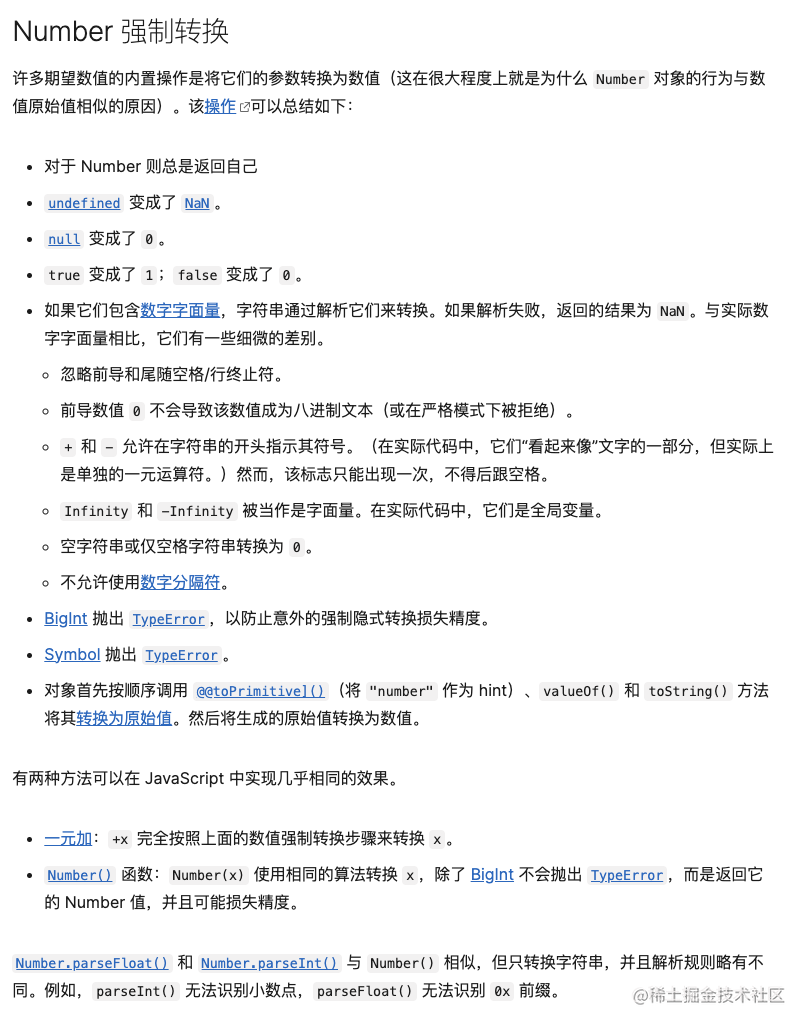 Number 强制转换
许多期望数值的内置操作是将它们的参数转换为数值（这在很大程度上就是为什么 Number 对象的行为与数
值原始值相似的原因）。该操作可以总结如下：
• 对于 Number 则总是返回自己
• undefined 变成了 NaN 。
• null 变成了 0 。
• true 变成了 1 ；false 变成了 0 。
• 如果它们包含数字字面量，字符串通过解析它们来转换。如果解析失败，返回的结果为 NaN 。与实际数
字字面量相比，它们有一些细微的差别。
◦ 忽略前导和尾随空格/行终止符。
◦ 前导数值 0 不会导致该数值成为八进制文本（或在严格模式下被拒绝）。
◦ + 和 - 允许在字符串的开头指示其符号。（在实际代码中，它们“看起来像”文字的一部分，但实际上
是单独的一元运算符。）然而，该标志只能出现一次，不得后跟空格。
◦ Infinity 和 -Infinity 被当作是字面量。在实际代码中，它们是全局变量。
◦ 空字符串或仅空格字符串转换为 0 。
◦ 不允许使用数字分隔符。
• BigInt 抛出 TypeError ，以防止意外的强制隐式转换损失精度。
• Symbol 抛出 TypeError 。
• 对象首先按顺序调用 @@toPrimitive]() （将 "number" 作为 hint）、valueOf() 和 toString() 方法
将其转换为原始值。然后将生成的原始值转换为数值。
有两种方法可以在 JavaScript 中实现几乎相同的效果。
• 一元加：+x 完全按照上面的数值强制转换步骤来转换 x 。
• Number() 函数：Number(x) 使用相同的算法转换 x ，除了 BigInt 不会抛出 TypeError ，而是返回它
的 Number 值，并且可能损失精度。
Number.parseFloat() 和 Number.parseInt() 与 Number() 相似，但只转换字符串，并且解析规则略有不
同。例如，parseInt() 无法识别小数点，parseFloat() 无法识别 0x 前缀。
@稀土掘金技术社区